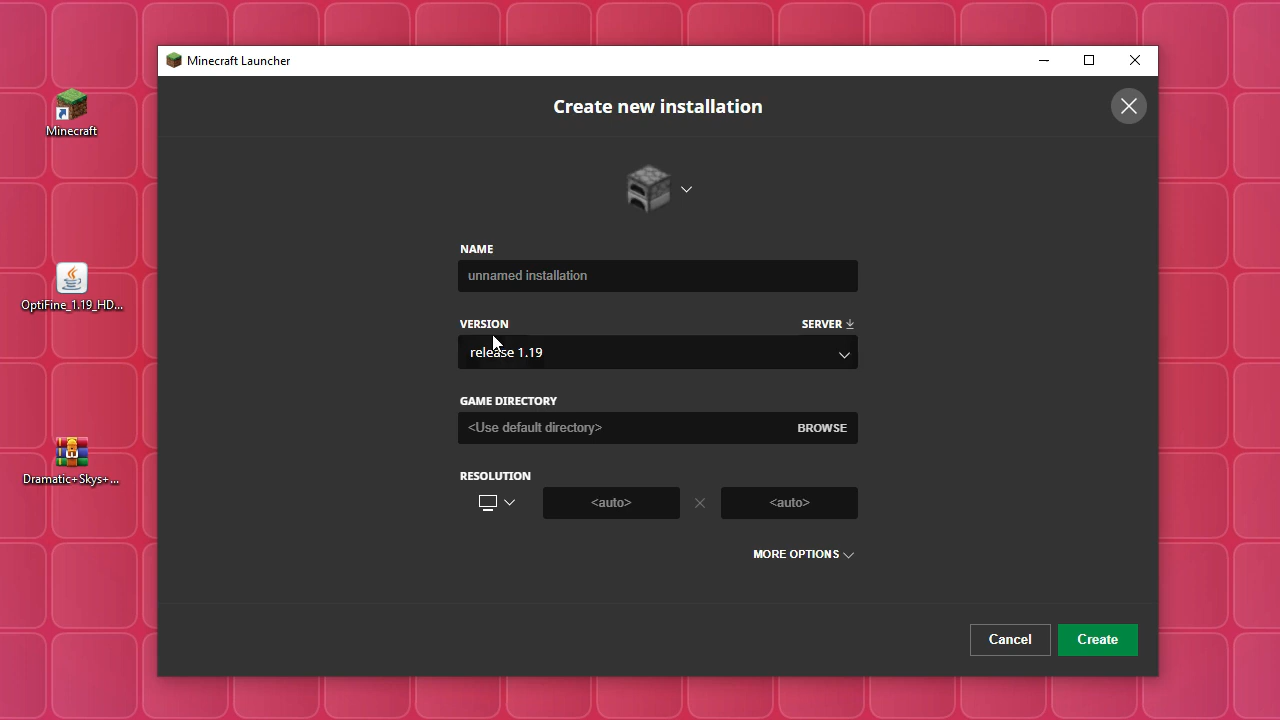 Minecraft Launcher
Create new installation
Minecraft
NAME
unnamed installation
OptiFine_1.19_HD...
VERSION
SERVER
release 1.19
GAME DIRECTORY
<Use default directory>
BROWSE
Dramatic+Skys+...
RESOLUTION
<auto>
<auto>
MORE OPTIONS
Cancel
Create